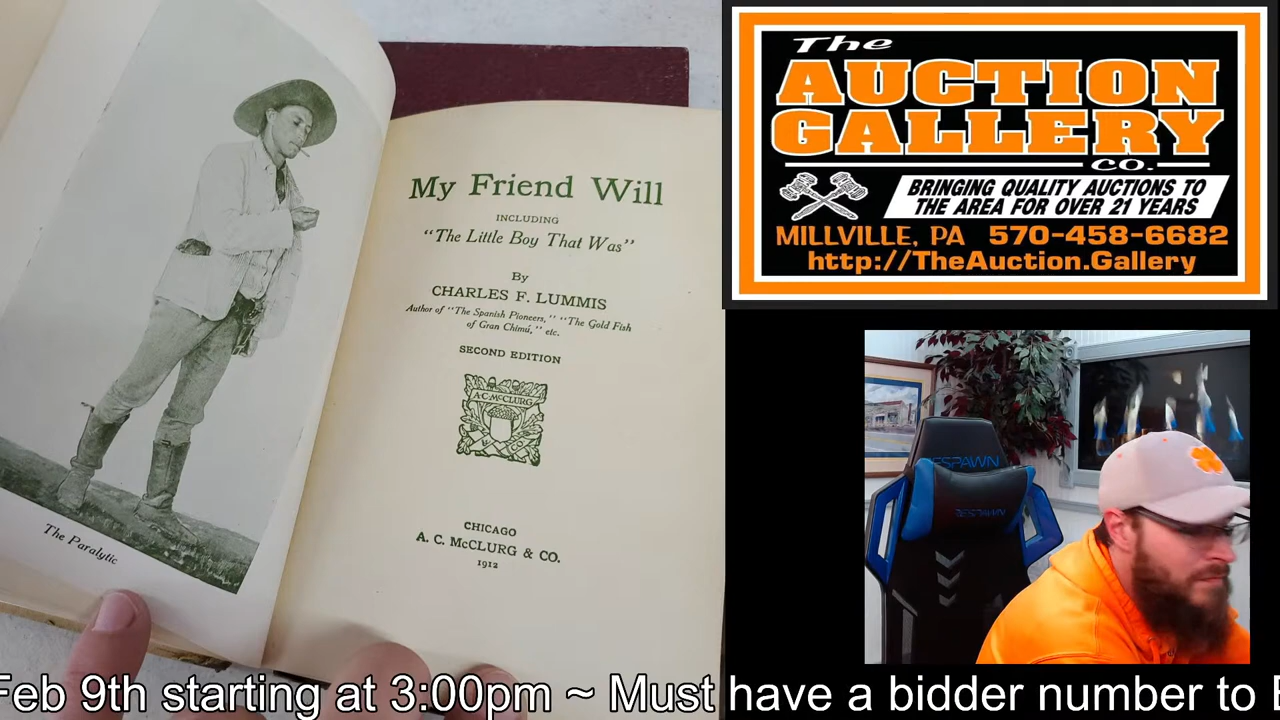 My Friend Will
INCLUDING
"The Little Boy That Was"
By
CHARLES F. LUMMIS
Author of "The Spanish Pioneers," "The Gold Fish
of Gran Chimú," etc.
SECOND EDITION
A.C. McCLURG
CHICAGO
A. C. McCLURG & CO.
1912
The Paralytic
The
AUCTION
GALLERY
CO.
BRINGING QUALITY AUCTIONS TO
THE AREA FOR OVER 21 YEARS
MILLVILLE, PA 570-458-6682
http://TheAuction.Gallery
RESPAWN
RESPAWN
Feb 9th starting at 3:00pm ~ Must have a bidder number to